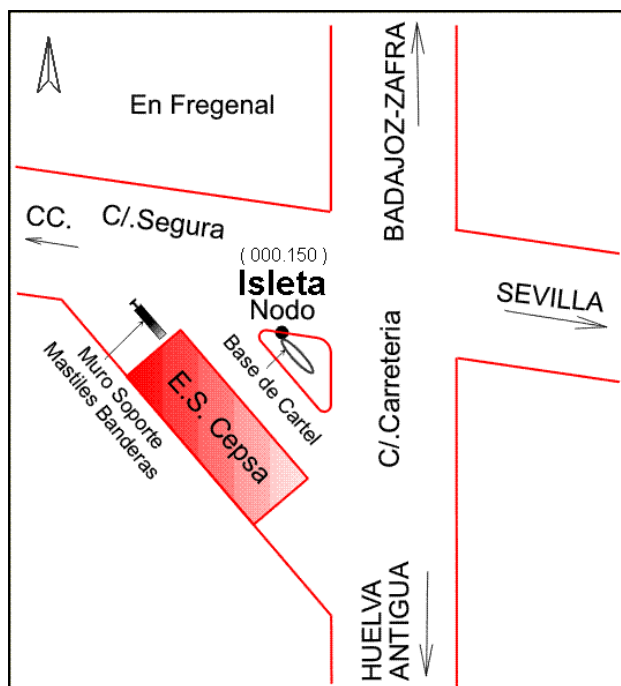 En Fregenal
BADAJOZ-ZAFRA
CC.
C/.Segura
( 000.150 )
Isleta
Nodo
SEVILLA
Base de Cartel
Muro Soporte
Mastiles Banderas
E.S. Cepsa
C/.Carreteria
HUELVA
ANTIGUA